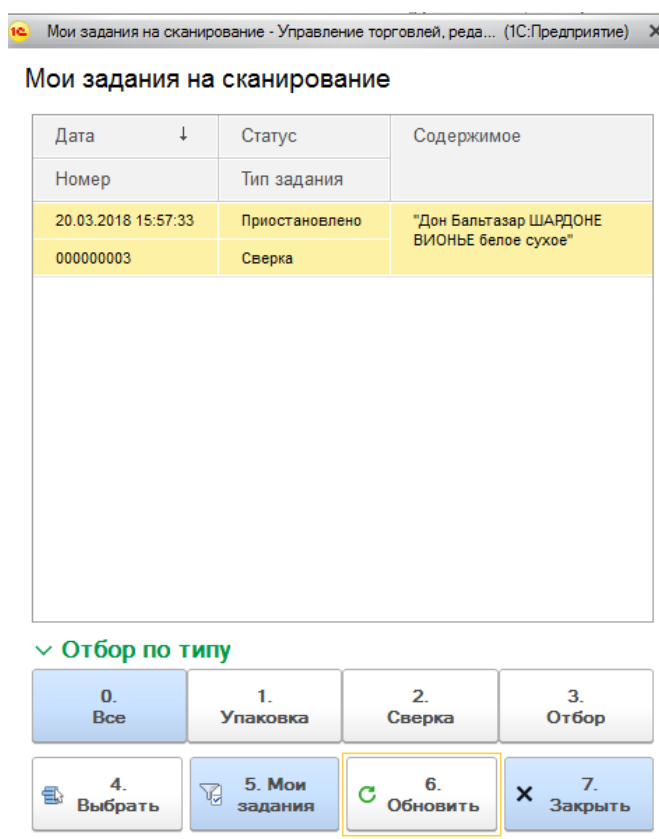 1С Мои задания на сканирование - Управление торговлей, реда... (1С:Предприятие)
Мои задания на сканирование
Дата ↓ Статус Содержимое
Номер Тип задания
20.03.2018 15:57:33 Приостановлено "Дон Бальтазар ШАРДОНЕ
ВИОНЬЕ белое сухое"
000000003 Сверка
Отбор по типу
0. 1. 2. 3.
Все Упаковка Сверка Отбор
4. 5. Мои 6. 7.
Выбрать задания Обновить Закрыть